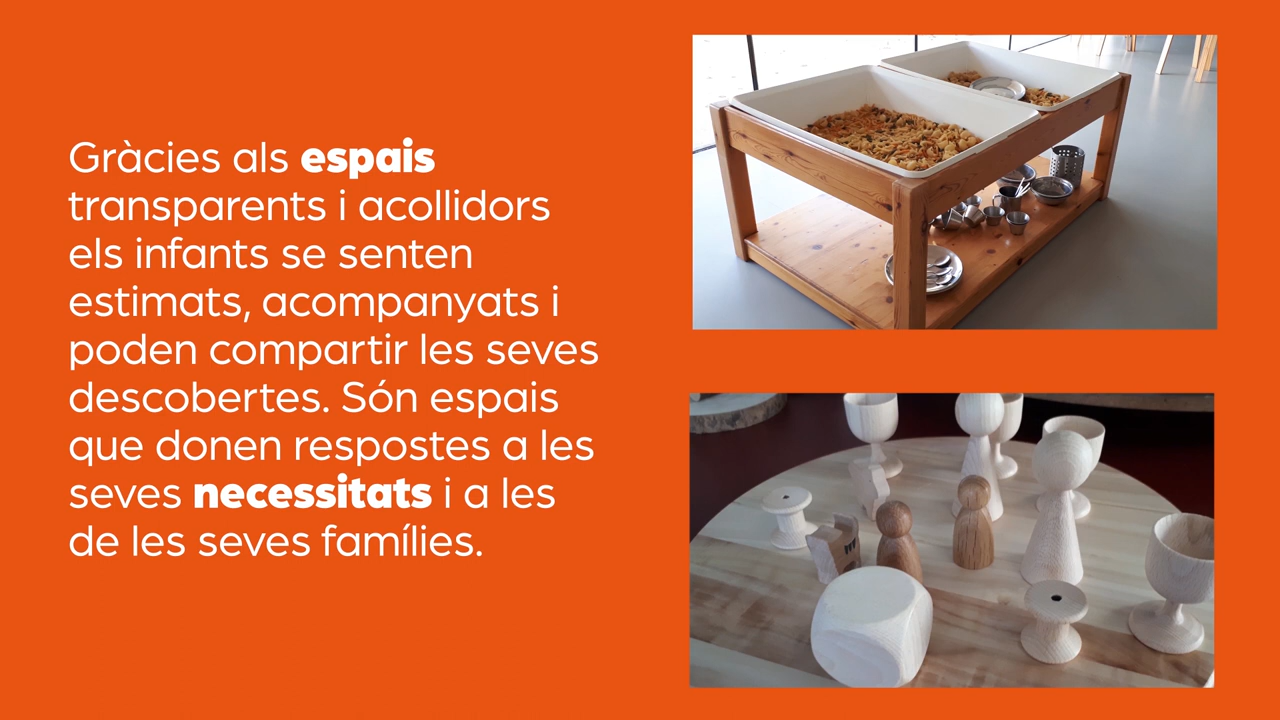 Gràcies als espais
transparents i acollidors
els infants se senten
estimats, acompanyats i
poden compartir les seves
descobertes. Són espais
que donen respostes a les
seves necessitats i a les
de les seves famílies.